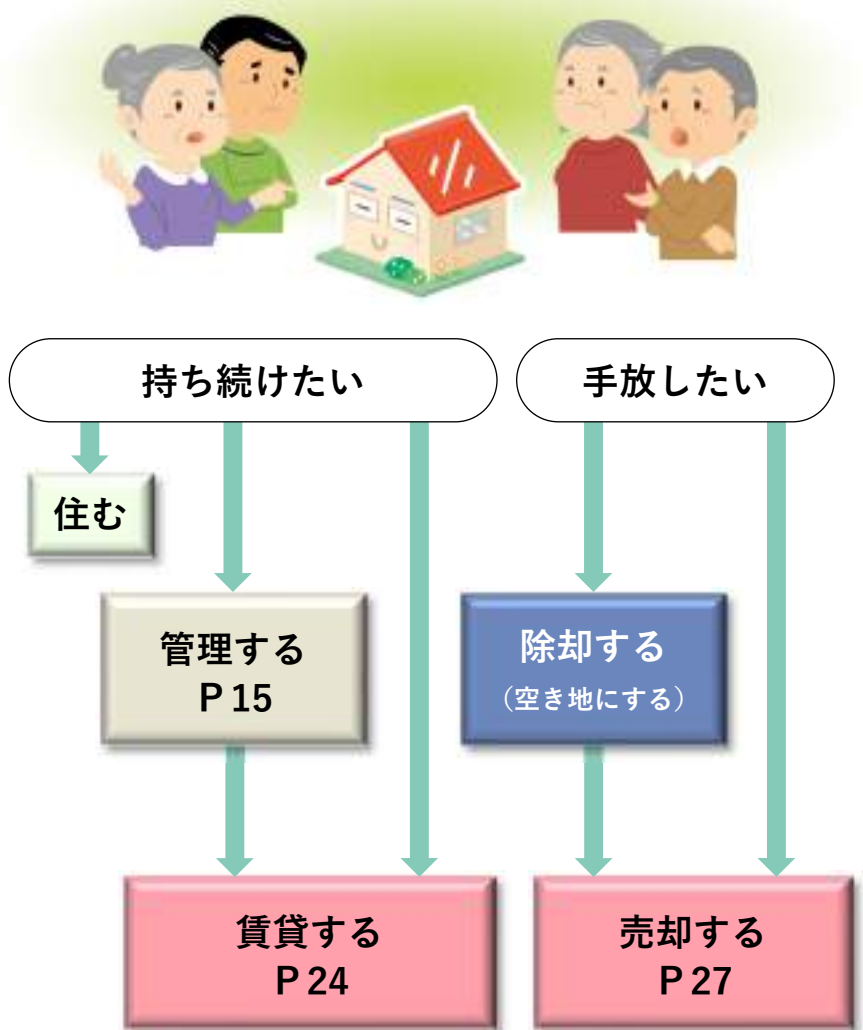 持ち続けたい
手放したい
住む
管理する
P 15
除却する
（空き地にする）
賃貸する
P 24
売却する
P 27